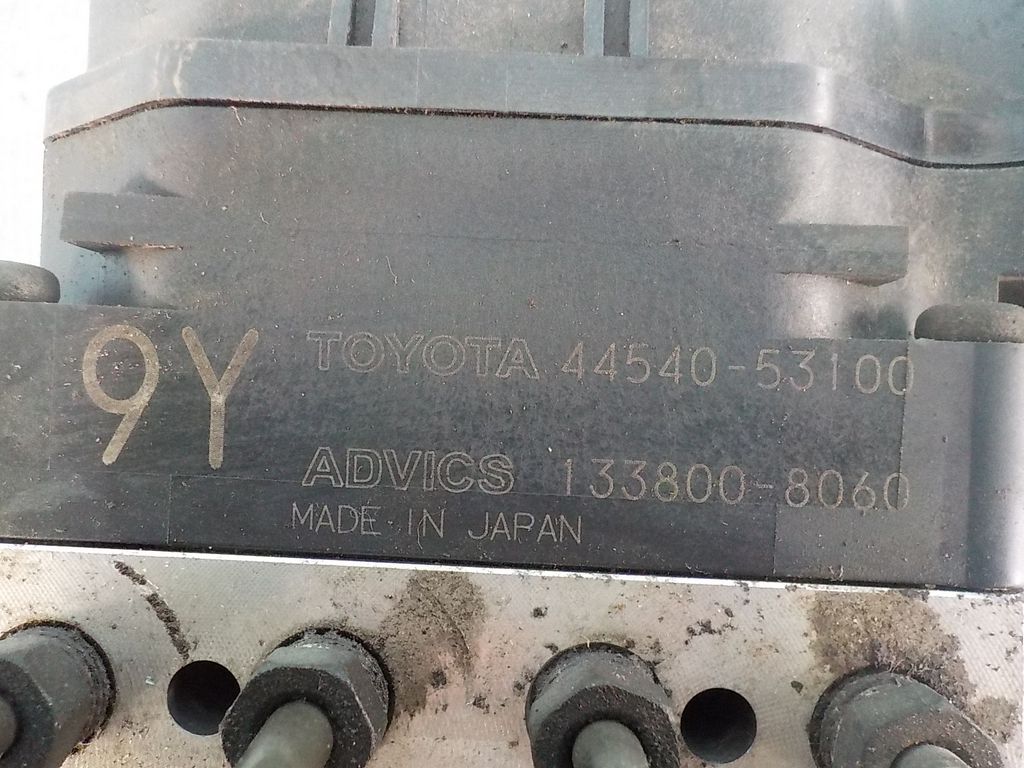 9Y TOYOTA 44540-53100
ADVICS 133800-8060
MADE IN JAPAN